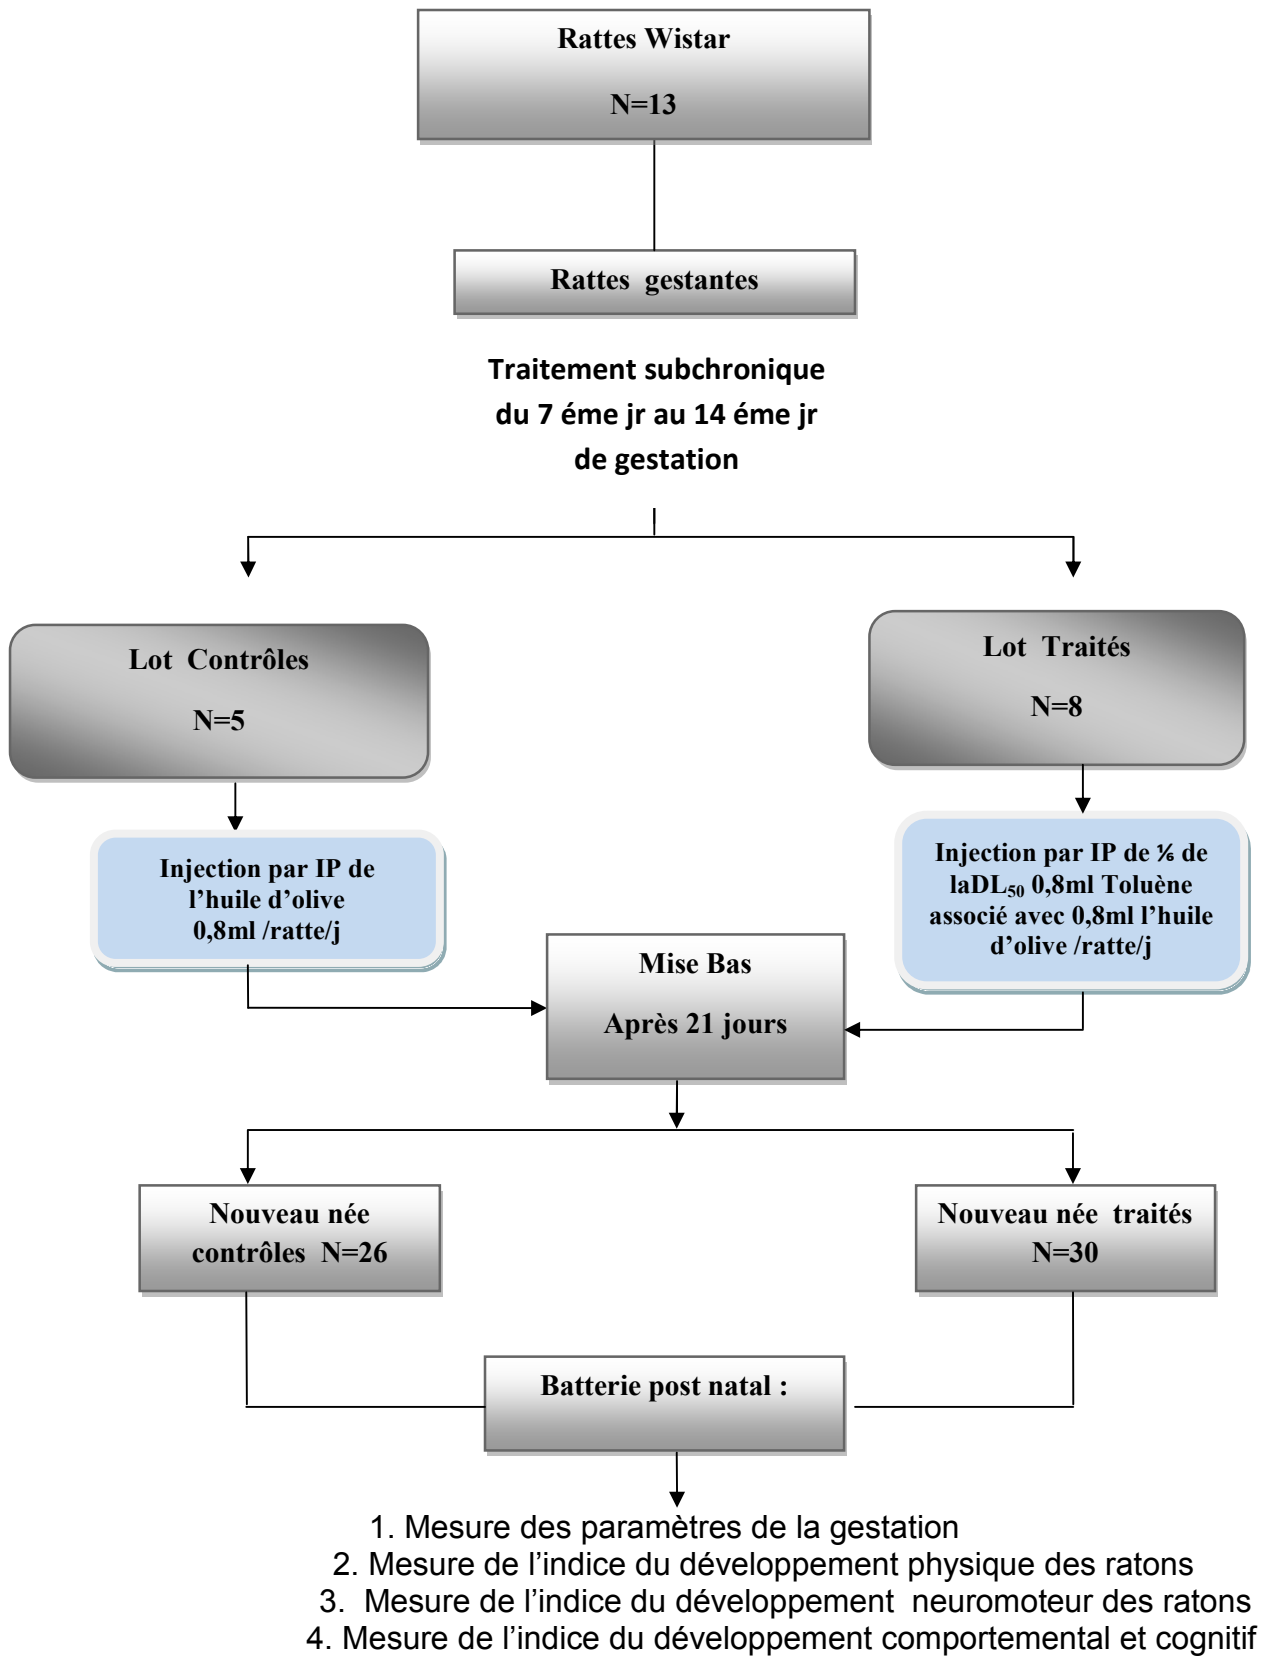 Rattes Wistar
N=13
Rattes gestantes
Traitement subchronique
du 7 éme jr au 14 éme jr
de gestation
Lot Contrôles
N=5
Lot Traités
N=8
Injection par IP de
l’huile d’olive
0,8ml /ratte/j
Injection par IP de ⅙ de
laDL₅₀ 0,8ml Toluène
associé avec 0,8ml l’huile
d’olive /ratte/j
Mise Bas
Après 21 jours
Nouveau née
contrôles N=26
Nouveau née traités
N=30
Batterie post natal :
1. Mesure des paramètres de la gestation
2. Mesure de l’indice du développement physique des ratons
3. Mesure de l’indice du développement neuromoteur des ratons
4. Mesure de l’indice du développement comportemental et cognitif